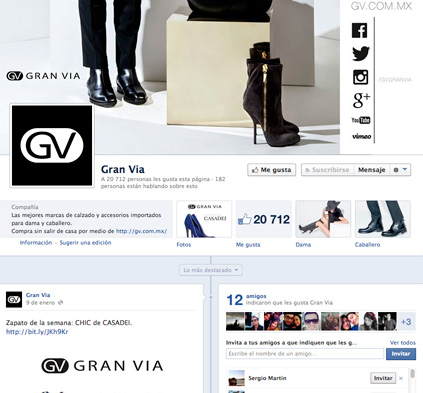 GV.COM.MX
GV GRAN VIA
/GVGRANVIA
g+
You Tube
vimeo
GV
Gran Via
A 20 712 personas les gusta esta página · 182
personas están hablando sobre esto
Me gusta
Suscribirse
Mensaje
Compañía
Las mejores marcas de calzado y accesorios importados
para dama y caballero.
Compra sin salir de casa por medio de http://gv.com.mx/
Información · Sugerir una edición
GRAN VIA
CASADEI
20 712
Fotos
Me gusta
Dama
Caballero
Lo más destacado
Gran Via
9 de enero
Zapato de la semana: CHIC de CASADEI.
http://bit.ly/JKh9Kr
GV GRAN VIA
12 amigos
indicaron que les gusta Gran Via
+3
Invita a tus amigos a que indiquen que les g...
Ver todos
Escribe el nombre de un amigo...
Invitar
Sergio Martin
Invitar